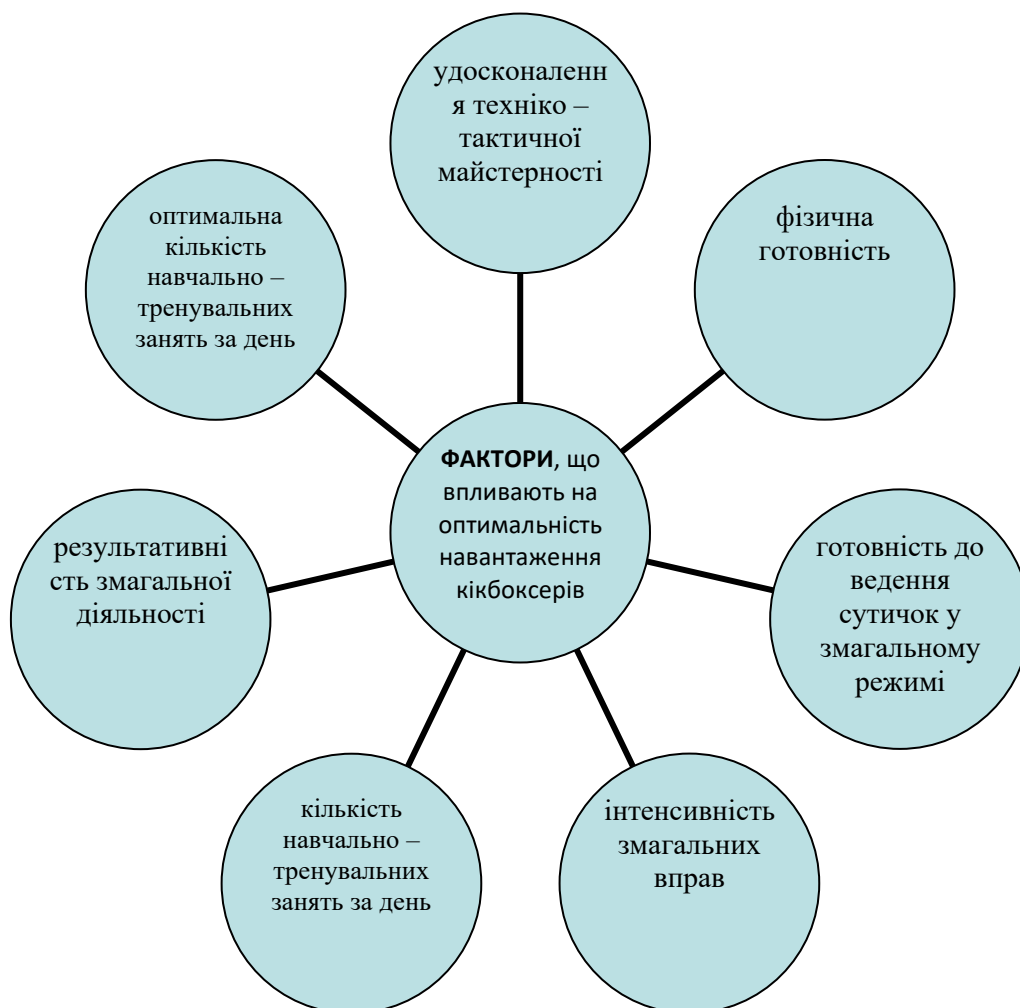 удосконаленн
я техніко –
тактичної
майстерності
оптимальна
кількість
навчально –
тренувальних
занять за день
фізична
готовність
ФАКТОРИ, що
впливають на
оптимальність
навантаження
кікбоксерів
результативні
сть змагальної
діяльності
готовність до
ведення
сутичок у
змагальному
режимі
кількість
навчально –
тренувальних
занять за день
інтенсивність
змагальних
вправ